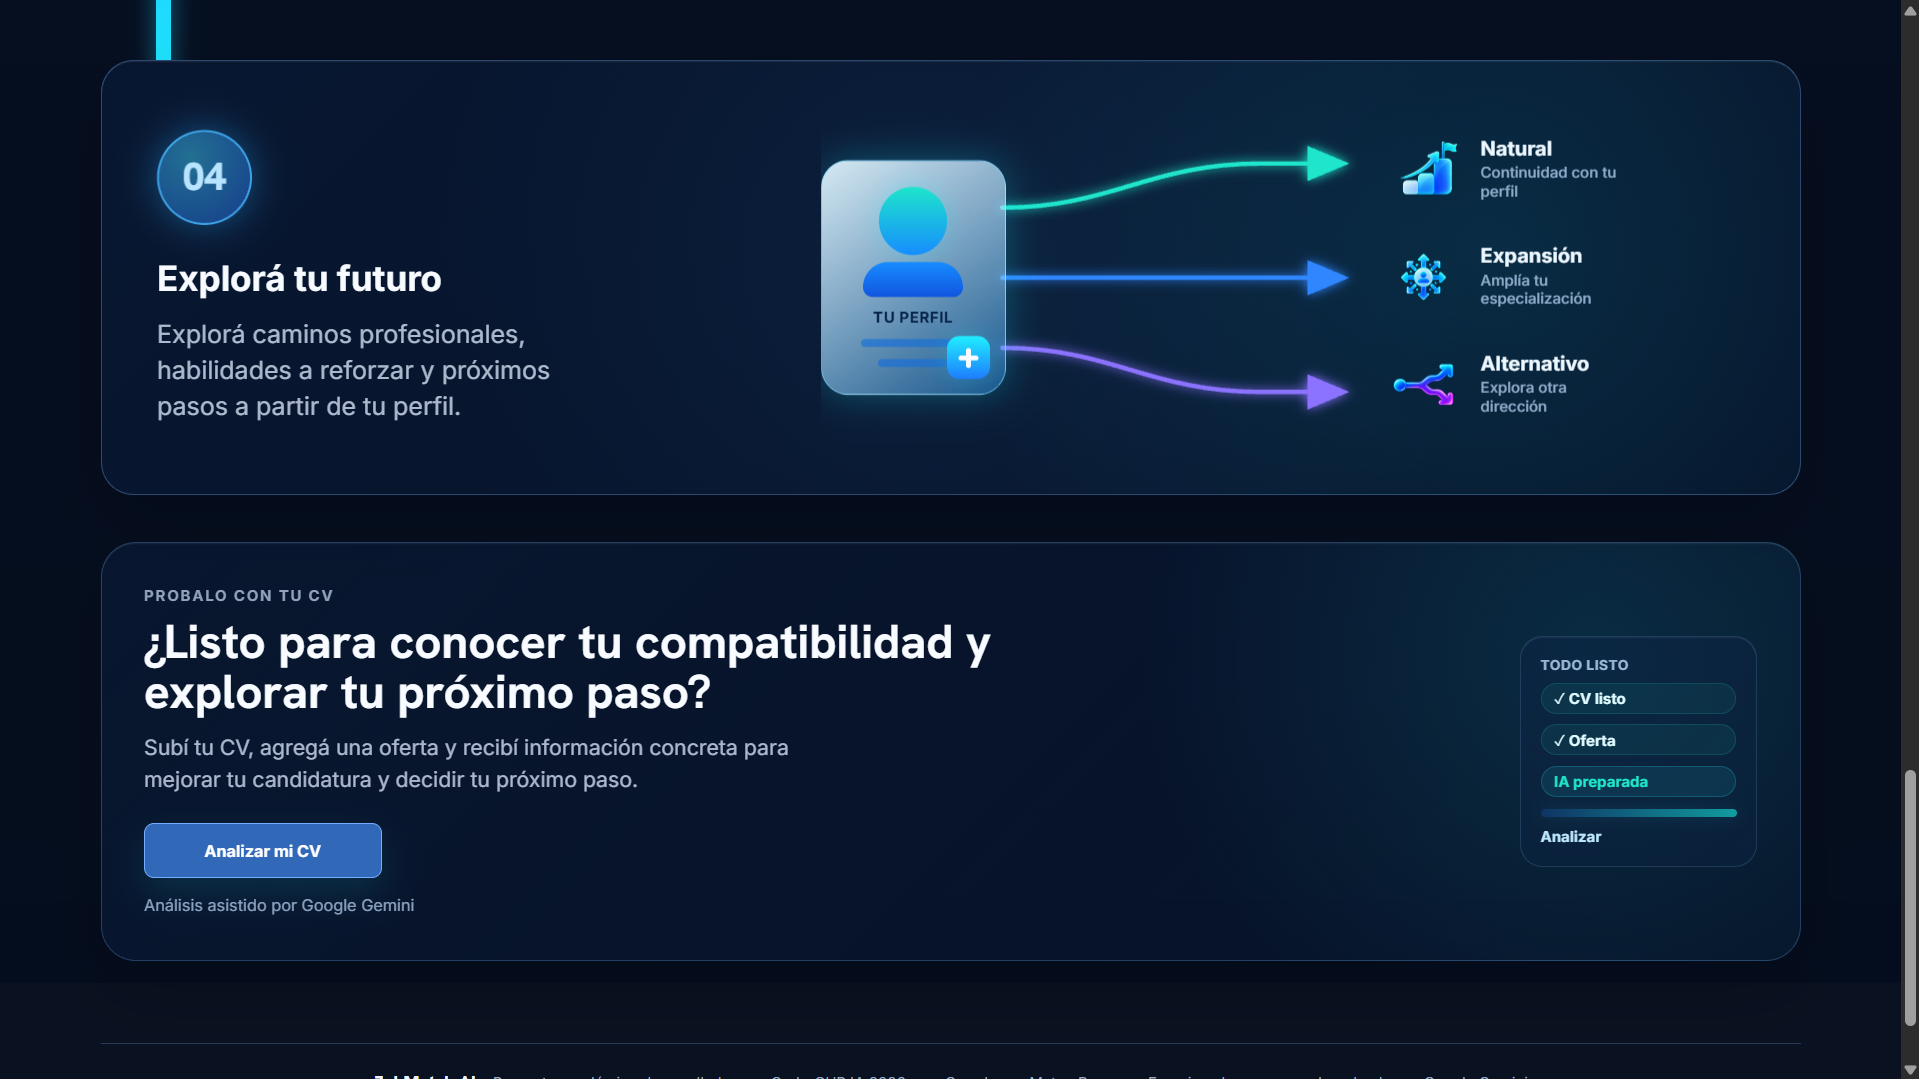 04
Explorá tu futuro
Explorá caminos profesionales,
habilidades a reforzar y próximos
pasos a partir de tu perfil.
TU PERFIL
Natural
Continuidad con tu
perfil
Expansión
Amplía tu
especialización
Alternativo
Explora otra
dirección
PROBALO CON TU CV
¿Listo para conocer tu compatibilidad y
explorar tu próximo paso?
Subí tu CV, agregá una oferta y recibí información concreta para
mejorar tu candidatura y decidir tu próximo paso.
Analizar mi CV
Análisis asistido por Google Gemini
TODO LISTO
✓ CV listo
✓ Oferta
IA preparada
Analizar